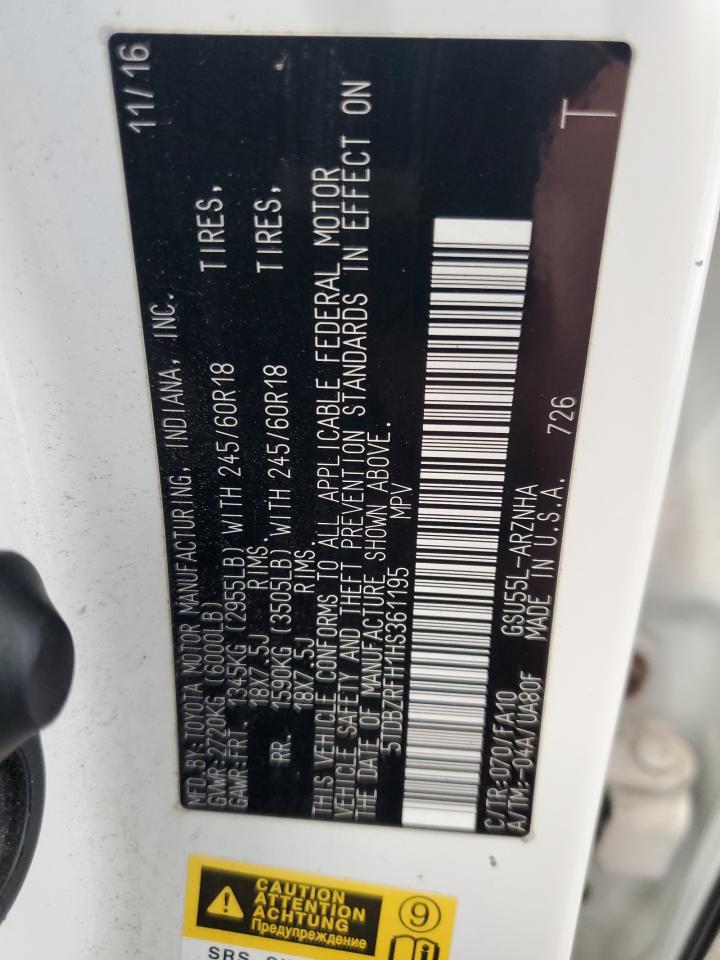 MFD BY:TOYOTA MOTOR MANUFACTURING, INDIANA, INC. 11/16
GVWR:2720KG (6000LB)
GAWR:FRT. 1345KG (2955LB) WITH 245/60R18 TIRES,
18X7.5J RIMS.
RR. 1590KG (3505LB) WITH 245/60R18 TIRES,
18X7.5J RIMS.
THIS VEHICLE CONFORMS TO ALL APPLICABLE FEDERAL MOTOR
VEHICLE SAFETY AND THEFT PREVENTION STANDARDS IN EFFECT ON
THE DATE OF MANUFACTURE SHOWN ABOVE.
5TDBZRFH1HS361195 MPV
C/TR:070/FA10 GSU55L-ARZNHA
A/TM:-04A/UA80F MADE IN U.S.A. 726 T
CAUTION
ATTENTION
ACHTUNG
Предупреждение
9
SRS